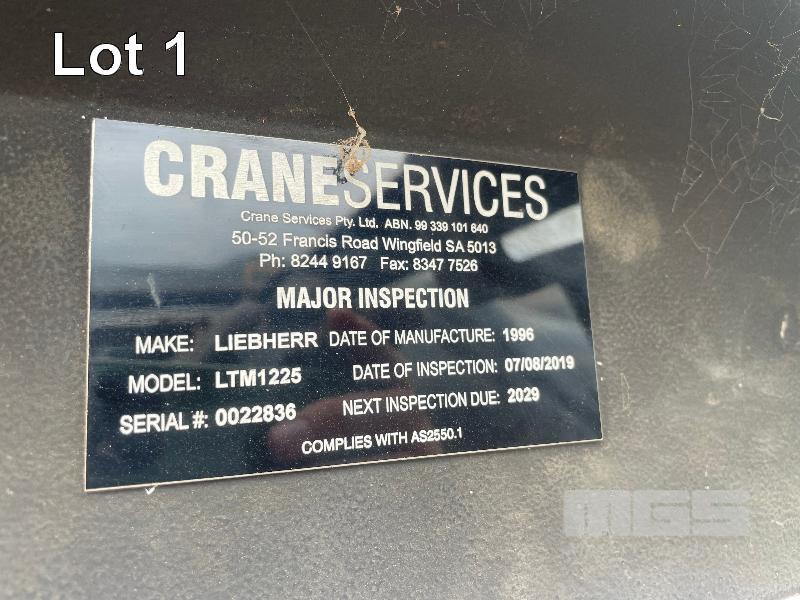 Lot 1
CRANESERVICES
Crane Services Pty. Ltd. ABN. 99 339 101 640
50-52 Francis Road Wingfield SA 5013
Ph: 8244 9167 Fax: 8347 7526
MAJOR INSPECTION
MAKE: LIEBHERR DATE OF MANUFACTURE: 1996
MODEL: LTM1225 DATE OF INSPECTION: 07/08/2019
SERIAL #: 0022836 NEXT INSPECTION DUE: 2029
COMPLIES WITH AS2550.1
MGS